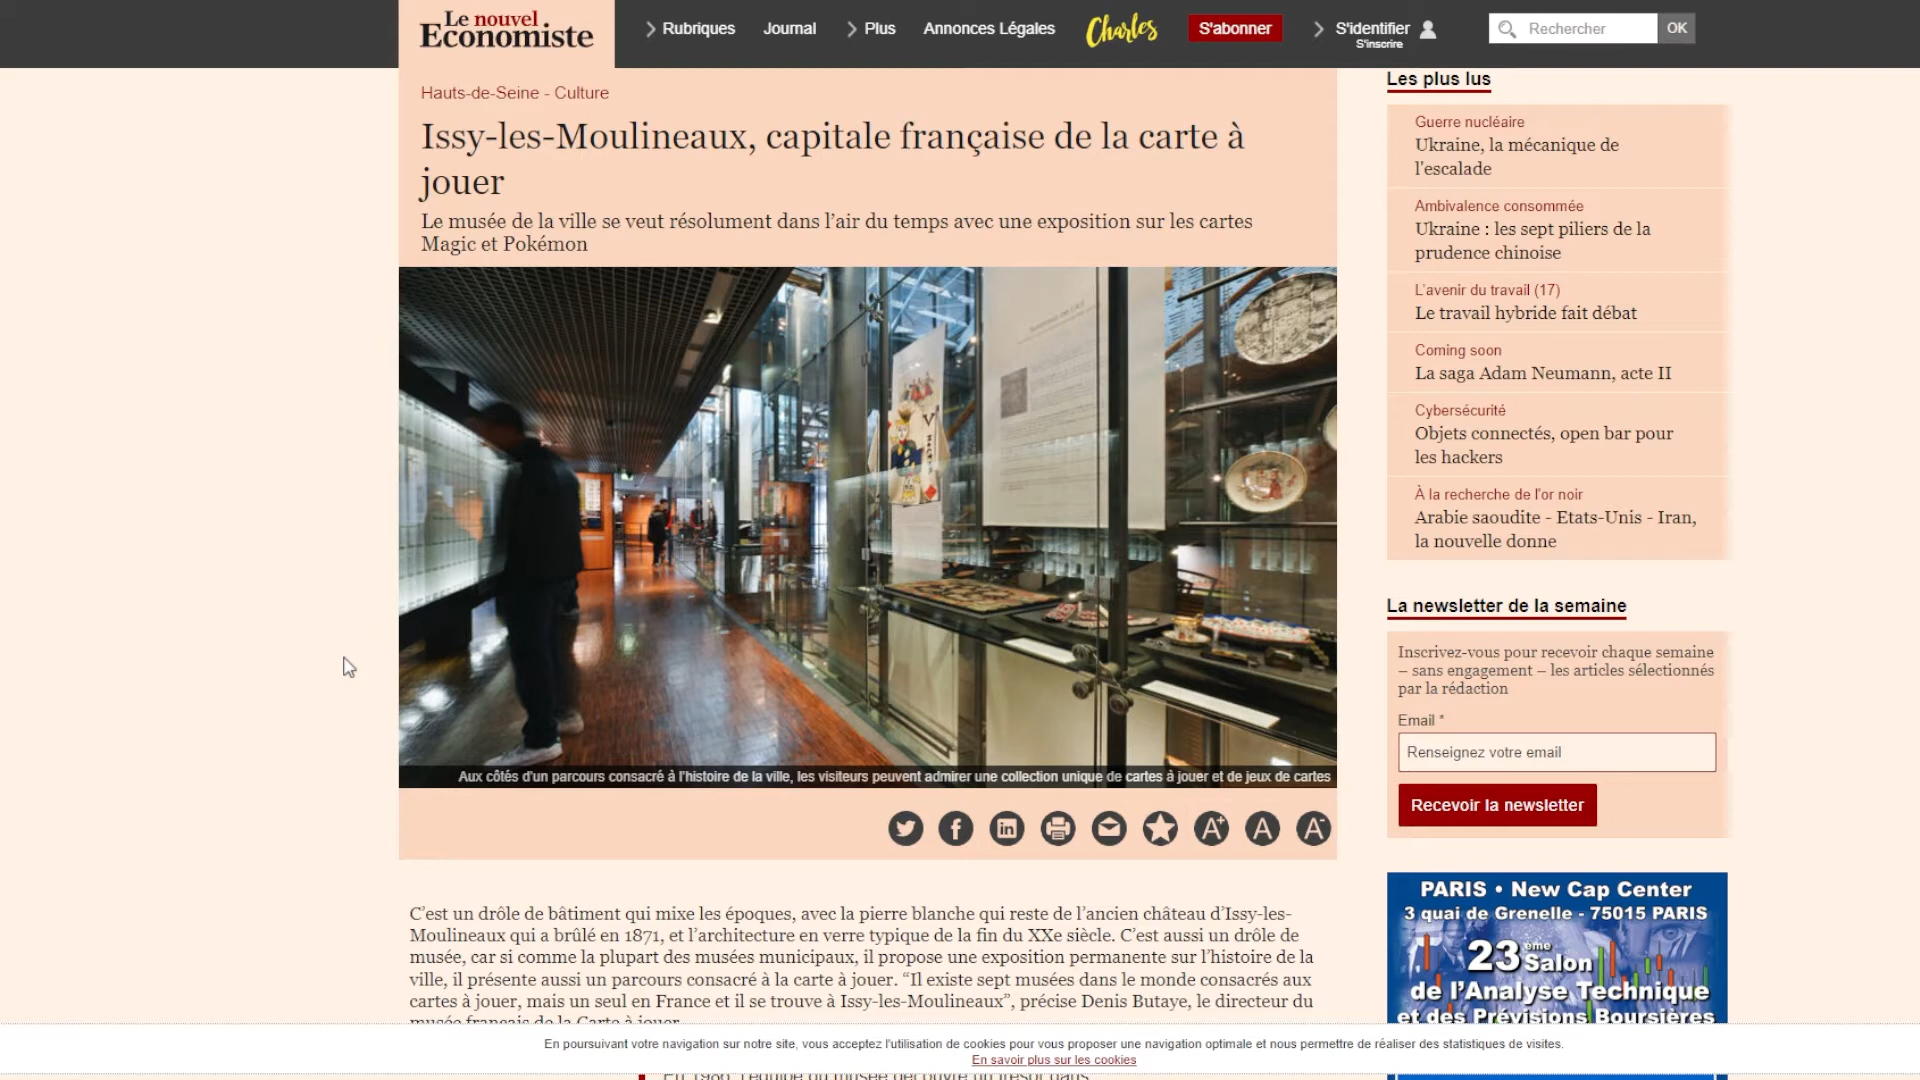 Le nouvel
Economiste
Rubriques
Journal
Plus
Annonces Légales
Charles
S'abonner
S'identifier
S'inscrire
Rechercher
OK
Hauts-de-Seine - Culture
Issy-les-Moulineaux, capitale française de la carte à
jouer
Le musée de la ville se veut résolument dans l’air du temps avec une exposition sur les cartes
Magic et Pokémon
Aux côtés d'un parcours consacré à l'histoire de la ville, les visiteurs peuvent admirer une collection unique de cartes à jouer et de jeux de cartes
A+
A
A-
C’est un drôle de bâtiment qui mixe les époques, avec la pierre blanche qui reste de l’ancien château d’Issy-les-
Moulineaux qui a brûlé en 1871, et l’architecture en verre typique de la fin du XXe siècle. C’est aussi un drôle de
musée, car si comme la plupart des musées municipaux, il propose une exposition permanente sur l’histoire de la
ville, il présente aussi un parcours consacré à la carte à jouer. “Il existe sept musées dans le monde consacrés aux
cartes à jouer, mais un seul en France et il se trouve à Issy-les-Moulineaux”, précise Denis Butaye, le directeur du
musée français de la Carte à jouer.
Les plus lus
Guerre nucléaire
Ukraine, la mécanique de
l'escalade
Ambivalence consommée
Ukraine : les sept piliers de la
prudence chinoise
L’avenir du travail (17)
Le travail hybride fait débat
Coming soon
La saga Adam Neumann, acte II
Cybersécurité
Objets connectés, open bar pour
les hackers
À la recherche de l'or noir
Arabie saoudite - Etats-Unis - Iran,
la nouvelle donne
La newsletter de la semaine
Inscrivez-vous pour recevoir chaque semaine
– sans engagement – les articles sélectionnés
par la rédaction
Email *
Renseignez votre email
Recevoir la newsletter
PARIS • New Cap Center
3 quai de Grenelle - 75015 PARIS
23ème Salon
de l’Analyse Technique
et des Prévisions Boursières
En poursuivant votre navigation sur notre site, vous acceptez l'utilisation de cookies pour vous proposer une navigation optimale et nous permettre de réaliser des statistiques de visites.
En savoir plus sur les cookies
En 1986, l'équipe du musée découvre un trésor dans